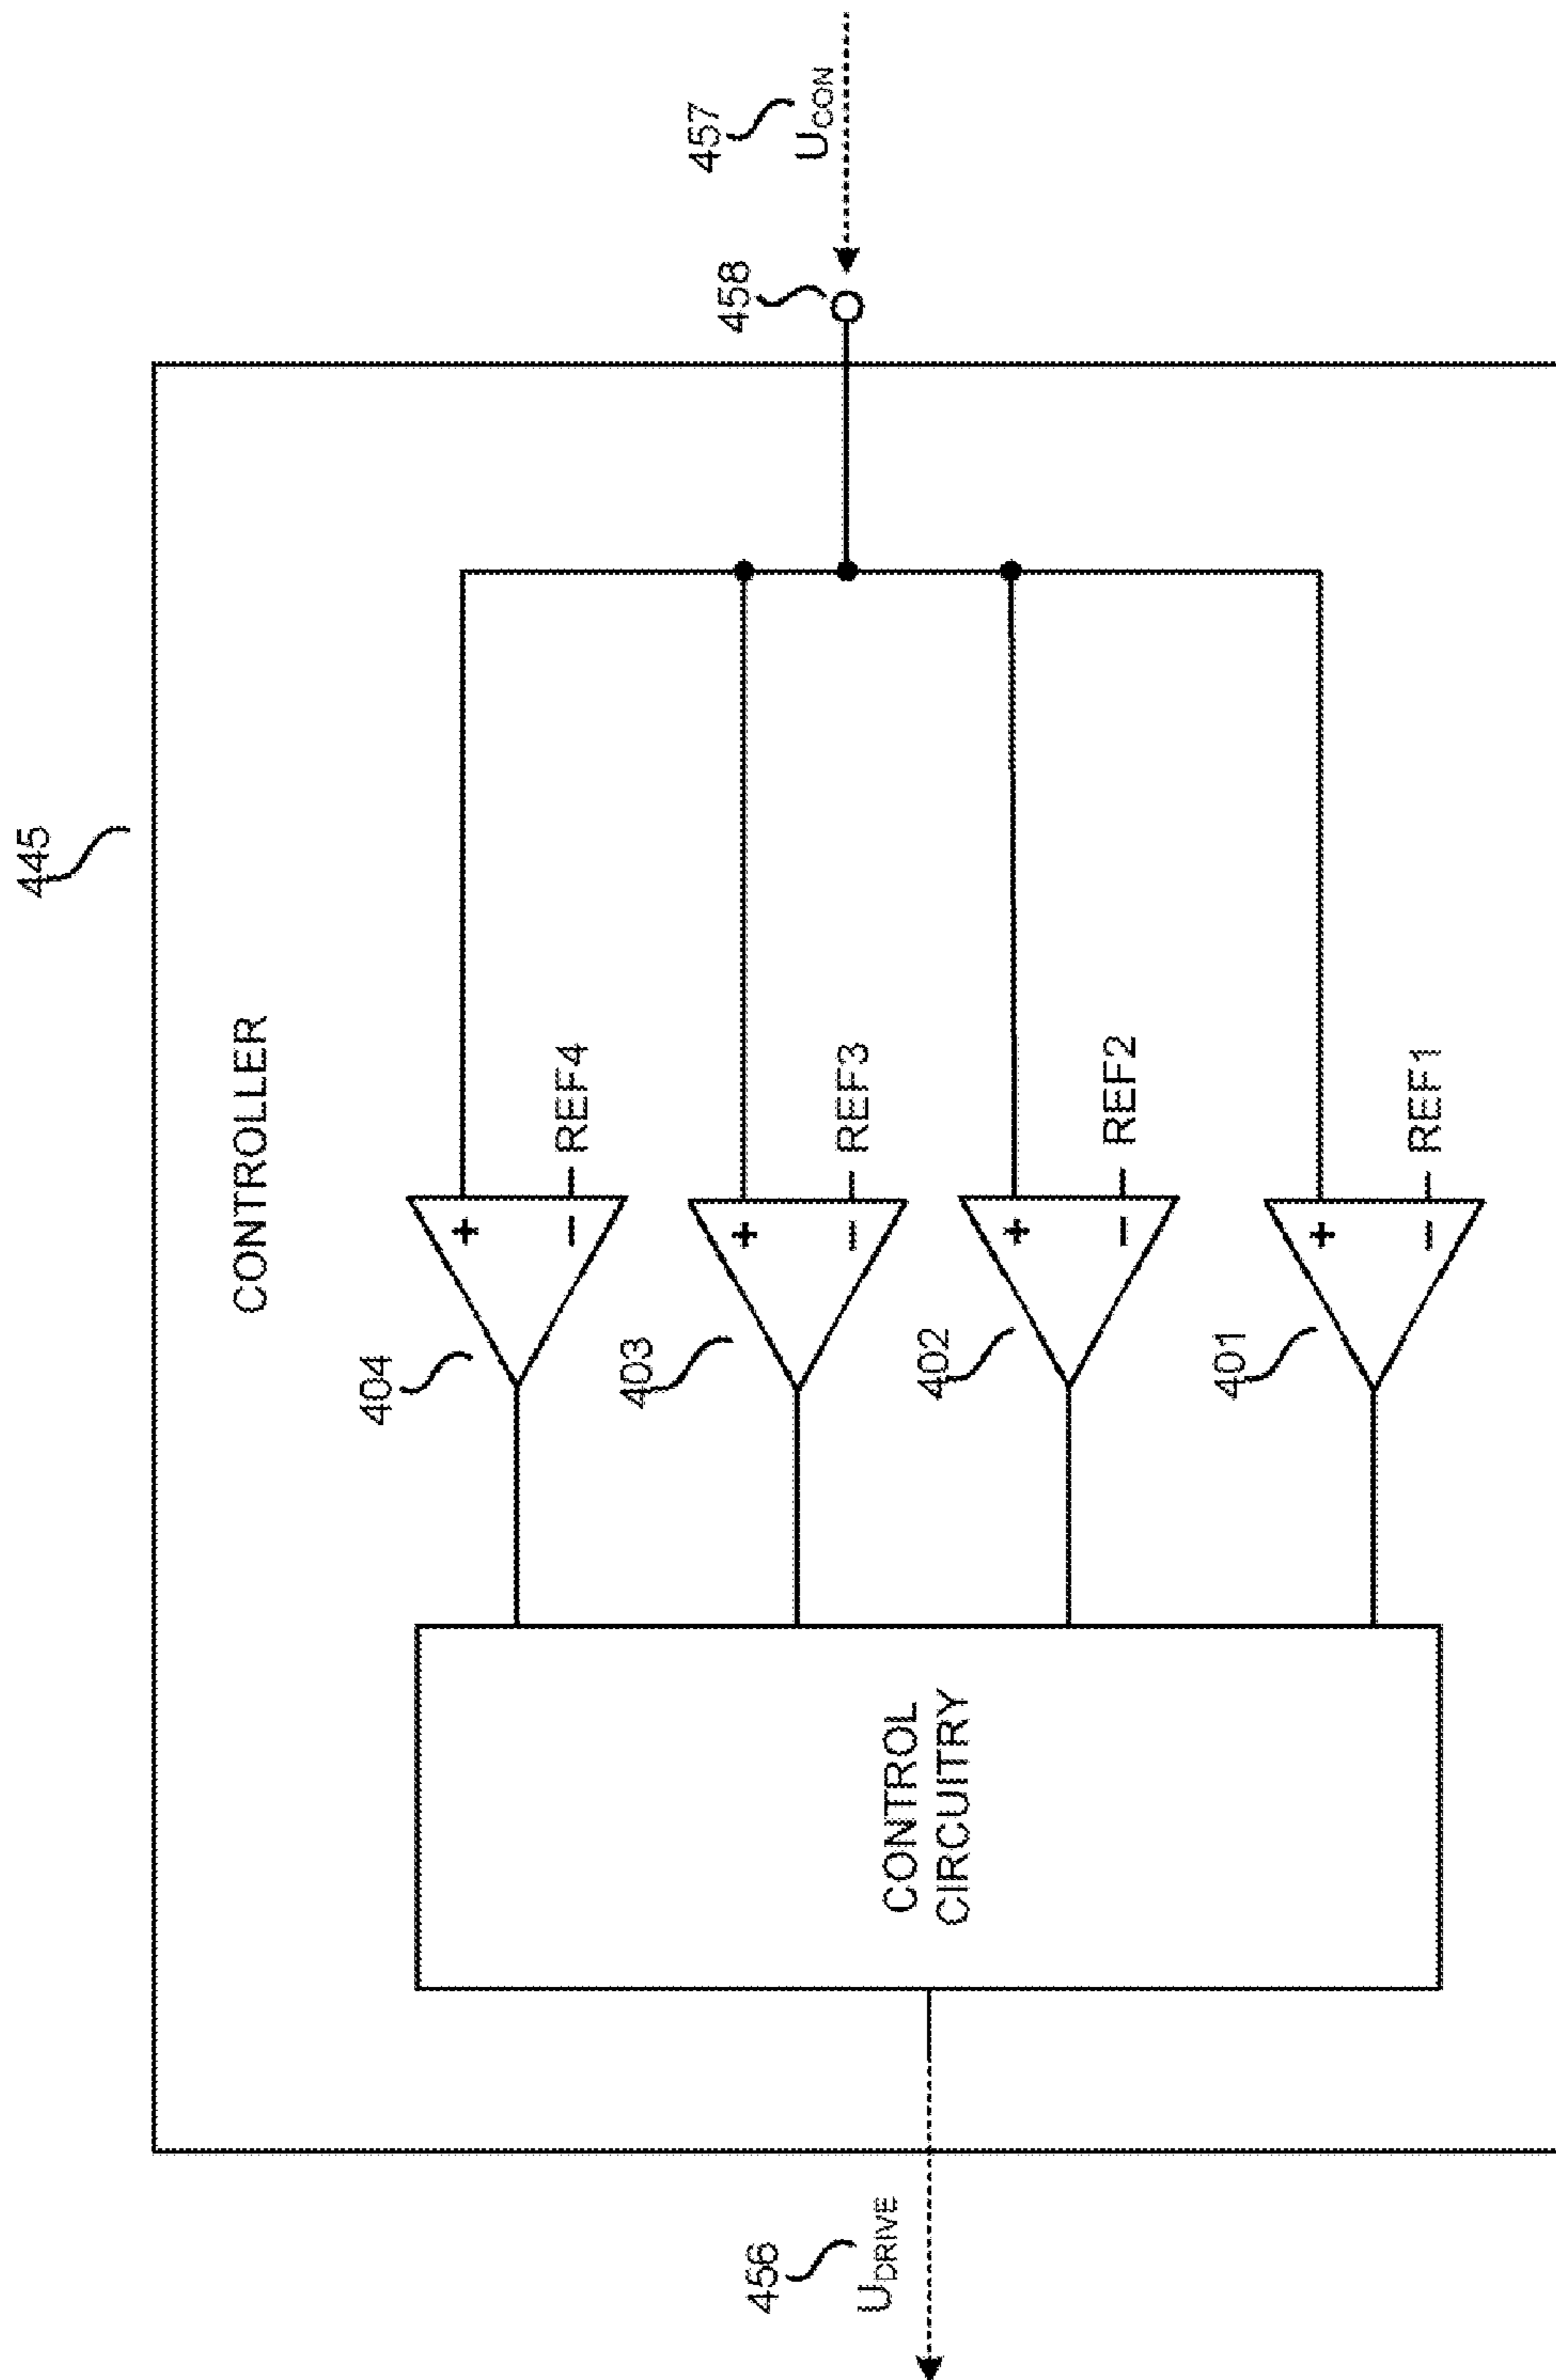 445
CONTROLLER
456
U_DRIVE
CONTROL
CIRCUITRY
404
+
−
REF4
403
+
−
REF3
402
+
−
REF2
401
+
−
REF1
458
457
U_CON